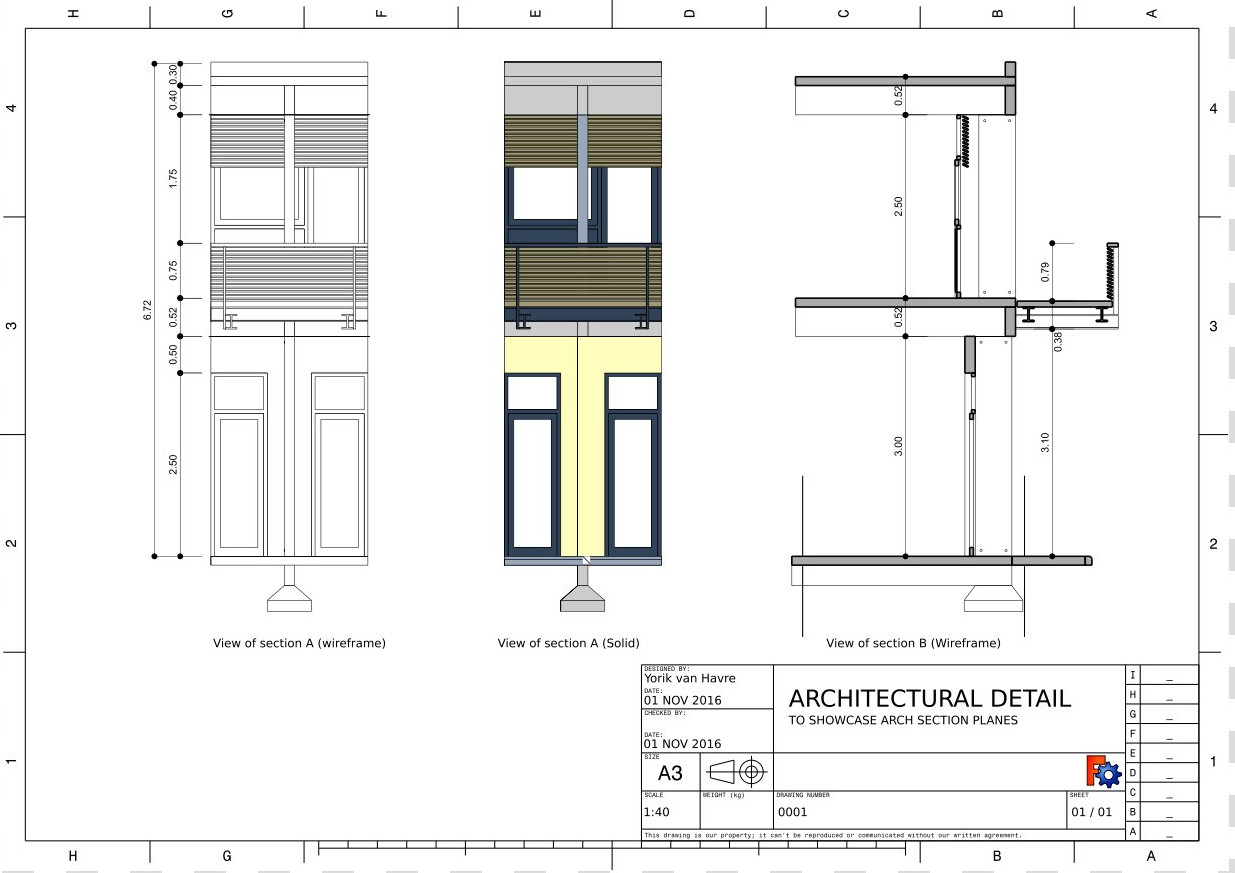 H G F E D C B A
4 4
3 3
2 2
1 1
0.30
0.40
1.75
0.75
6.72
0.52
0.50
2.50
0.52
2.50
0.79
0.52
0.38
3.00
3.10
View of section A (wireframe)
View of section A (Solid)
View of section B (Wireframe)
DESIGNED BY:
Yorik van Havre
DATE:
01 NOV 2016
CHECKED BY:
DATE:
01 NOV 2016
ARCHITECTURAL DETAIL
TO SHOWCASE ARCH SECTION PLANES
SIZE
A3
SCALE
1:40
WEIGHT (kg)
DRAWING NUMBER
0001
SHEET
01 / 01
This drawing is our property; it can't be reproduced or communicated without our written agreement.
I _
H _
G _
F _
E _
D _
C _
B _
A _
H G B A